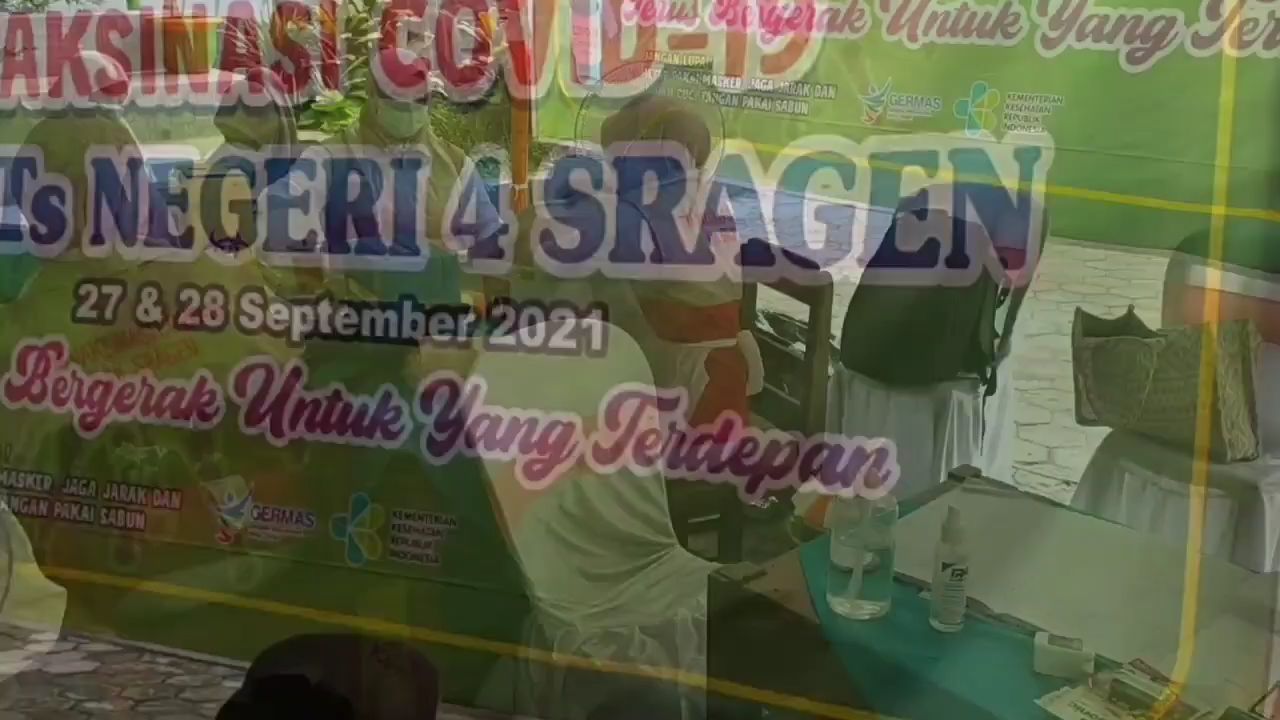 AKSINASI COVID-19
Terus Bergerak Untuk Yang Ter
JANGAN LUPA!
PAKAI MASKER JAGA JARAK DAN
TANGAN PAKAI SABUN
GERMAS
KEMENTERIAN
KESEHATAN
REPUBLIK
INDONESIA
Ts NEGERI 4 SRAGEN
27 & 28 September 2021
Bergerak Untuk Yang Terdepan
MASKER JAGA JARAK DAN
ANGAN PAKAI SABUN
GERMAS
KEMENTERIAN
KESEHATAN
REPUBLIK
INDONESIA